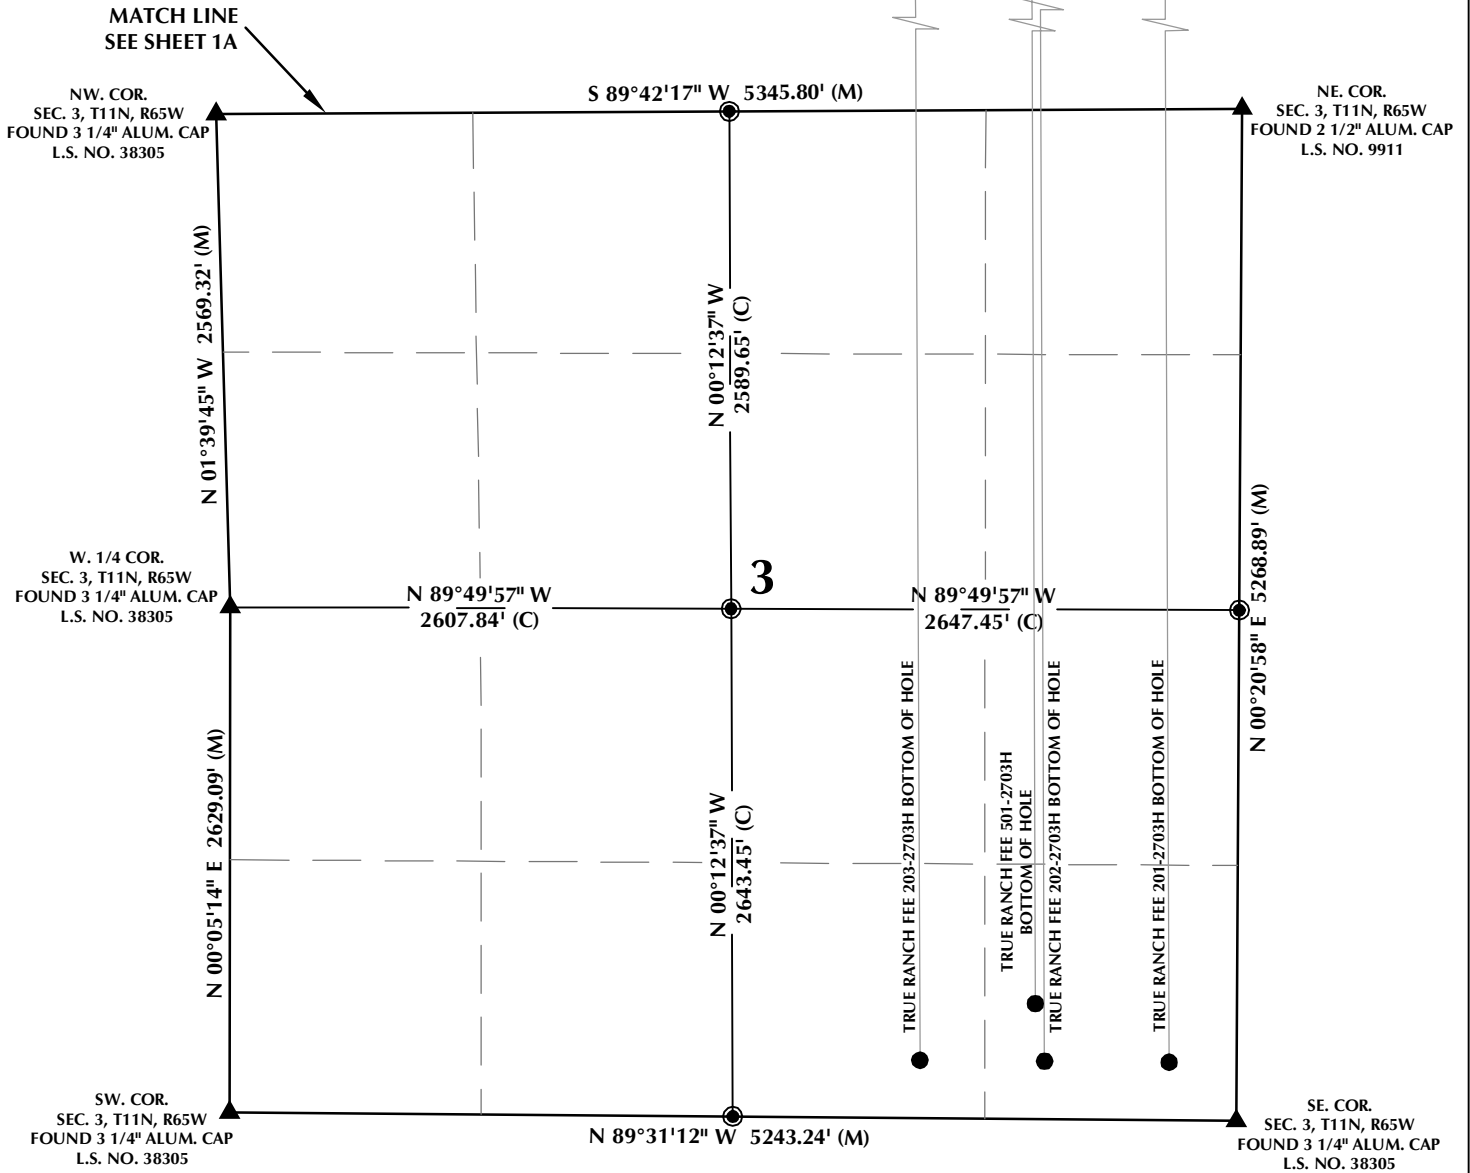 MATCH LINE
SEE SHEET 1A
S 89°42'17" W 5345.80' (M)
NW. COR.
SEC. 3, T11N, R65W
FOUND 3 1/4" ALUM. CAP
L.S. NO. 38305
NE. COR.
SEC. 3, T11N, R65W
FOUND 2 1/2" ALUM. CAP
L.S. NO. 9911
N 01°39'45" W 2569.32' (M)
N 00°12'37" W
2589.65' (C)
N 00°20'58" E 5268.89' (M)
W. 1/4 COR.
SEC. 3, T11N, R65W
FOUND 3 1/4" ALUM. CAP
L.S. NO. 38305
3
N 89°49'57" W
2607.84' (C)
N 89°49'57" W
2647.45' (C)
N 00°05'14" E 2629.09' (M)
N 00°12'37" W
2643.45' (C)
TRUE RANCH FEE 203-2703H BOTTOM OF HOLE
TRUE RANCH FEE 501-2703H
BOTTOM OF HOLE
TRUE RANCH FEE 202-2703H BOTTOM OF HOLE
TRUE RANCH FEE 201-2703H BOTTOM OF HOLE
SW. COR.
SEC. 3, T11N, R65W
FOUND 3 1/4" ALUM. CAP
L.S. NO. 38305
N 89°31'12" W 5243.24' (M)
SE. COR.
SEC. 3, T11N, R65W
FOUND 3 1/4" ALUM. CAP
L.S. NO. 38305